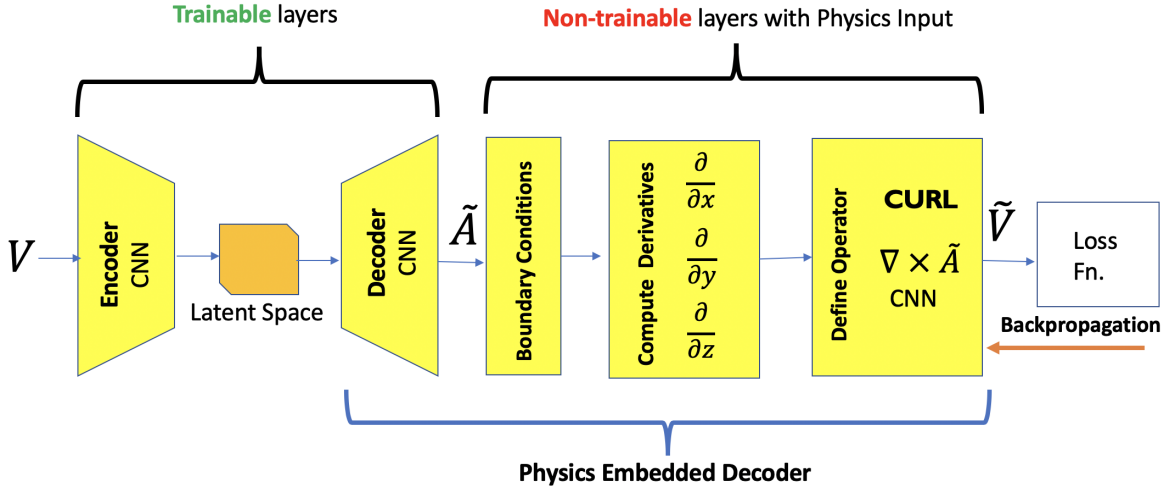 Trainable layers
Non-trainable layers with Physics Input
V
Encoder
CNN
Latent Space
Decoder
CNN
Ã
Boundary Conditions
Compute Derivatives
∂/∂x
∂/∂y
∂/∂z
Define Operator
CURL
∇ × Ã
CNN
Ṽ
Loss
Fn.
Backpropagation
Physics Embedded Decoder